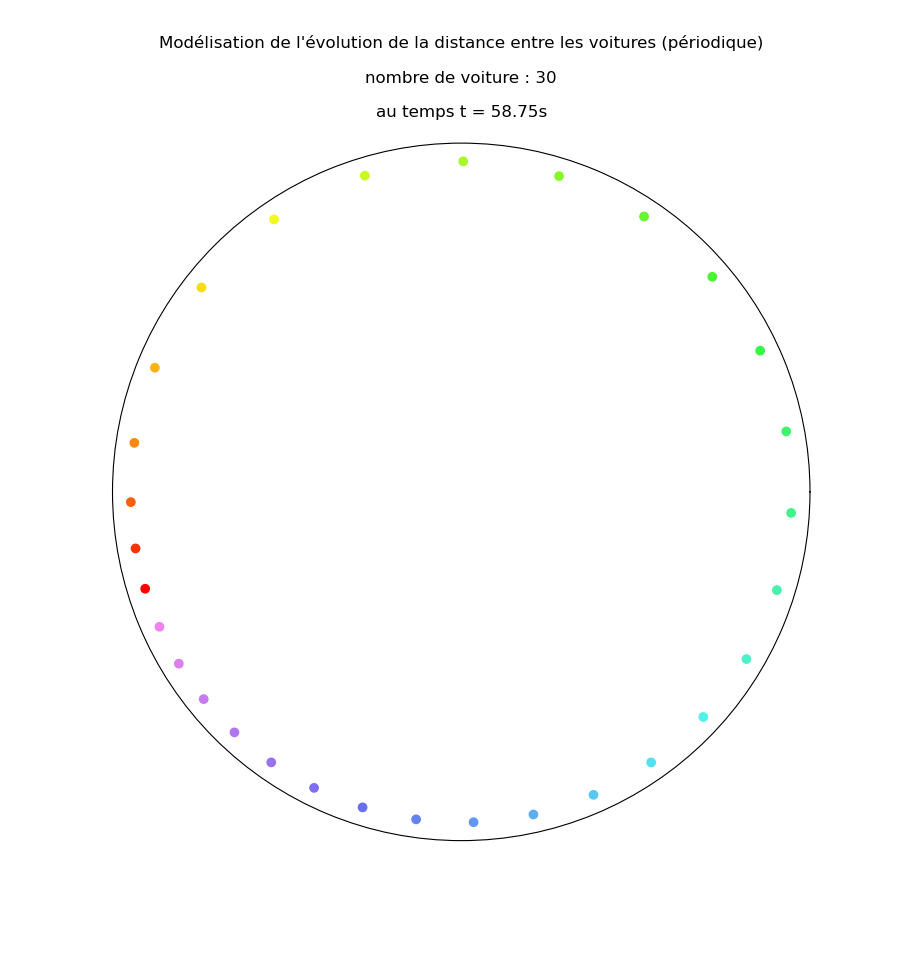 Modélisation de l'évolution de la distance entre les voitures (périodique)
nombre de voiture : 30
au temps t = 58.75s